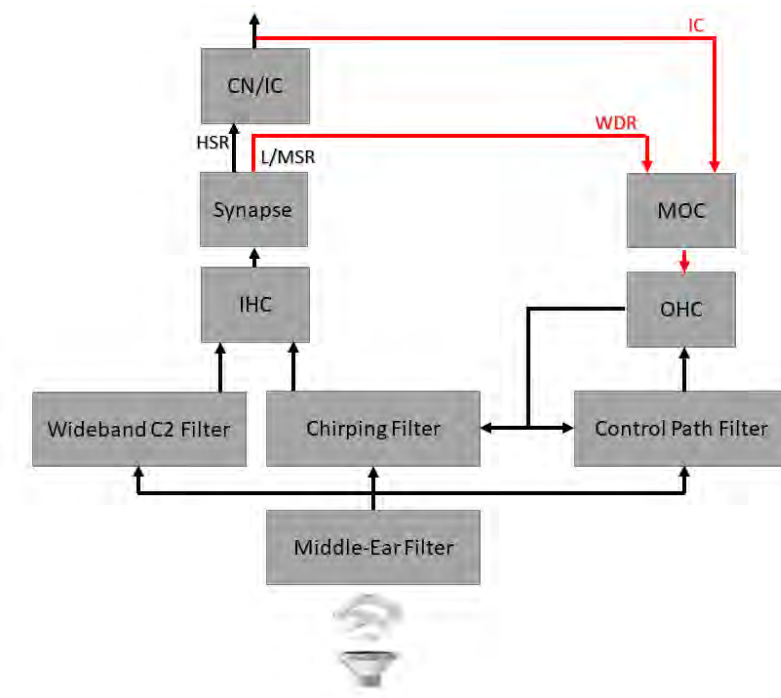 IC
CN/IC
WDR
HSR
L/MSR
Synapse
MOC
IHC
OHC
Wideband C2 Filter
Chirping Filter
Control Path Filter
Middle-Ear Filter